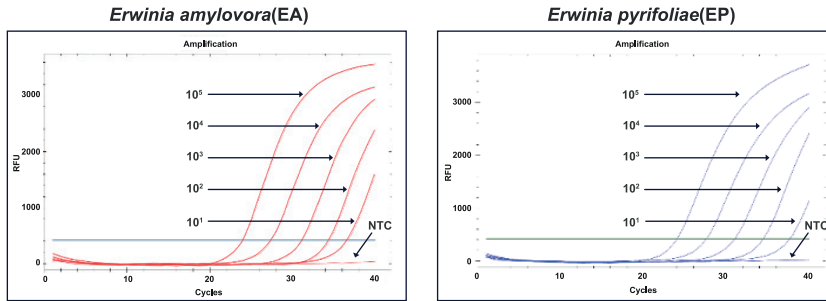 Erwinia amylovora(EA)
Amplification
RFU
3000
2000
1000
0
10⁵
10⁴
10³
10²
10¹
NTC
0
10
20
30
40
Cycles
Erwinia pyrifoliae(EP)
Amplification
RFU
3000
2000
1000
0
10⁵
10⁴
10³
10²
10¹
NTC
0
10
20
30
40
Cycles